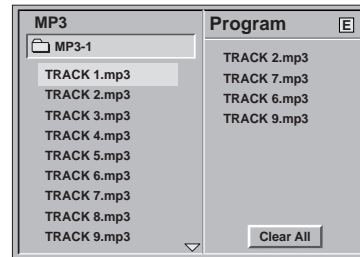 MP3
MP3-1
TRACK 1.mp3
TRACK 2.mp3
TRACK 3.mp3
TRACK 4.mp3
TRACK 5.mp3
TRACK 6.mp3
TRACK 7.mp3
TRACK 8.mp3
TRACK 9.mp3
Program E
TRACK 2.mp3
TRACK 7.mp3
TRACK 6.mp3
TRACK 9.mp3
Clear All